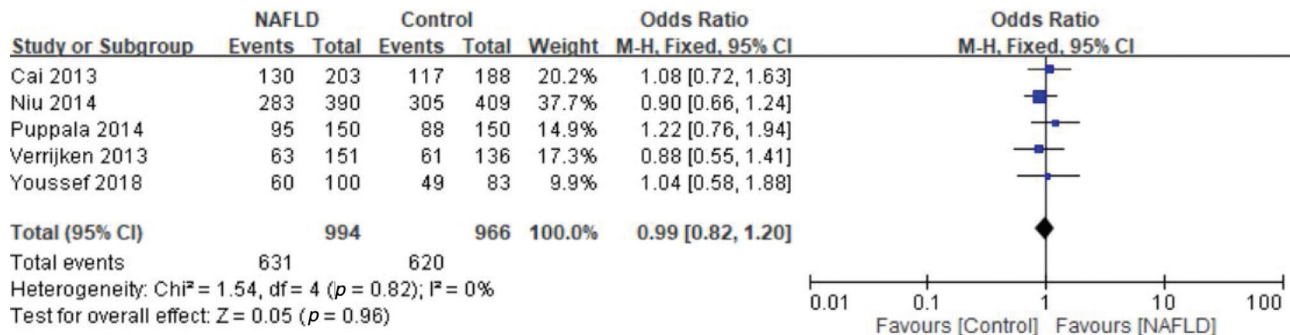 NAFLD Control Odds Ratio Odds Ratio
Study or Subgroup Events Total Events Total Weight M-H, Fixed, 95% CI M-H, Fixed, 95% CI
Cai 2013 130 203 117 188 20.2% 1.08 [0.72, 1.63]
Niu 2014 283 390 305 409 37.7% 0.90 [0.66, 1.24]
Puppala 2014 95 150 88 150 14.9% 1.22 [0.76, 1.94]
Verrijken 2013 63 151 61 136 17.3% 0.88 [0.55, 1.41]
Youssef 2018 60 100 49 83 9.9% 1.04 [0.58, 1.88]
Total (95% CI) 994 966 100.0% 0.99 [0.82, 1.20]
Total events 631 620
Heterogeneity: Chi² = 1.54, df = 4 (p = 0.82); I² = 0%
Test for overall effect: Z = 0.05 (p = 0.96)
0.01 0.1 1 10 100
Favours [Control] Favours [NAFLD]